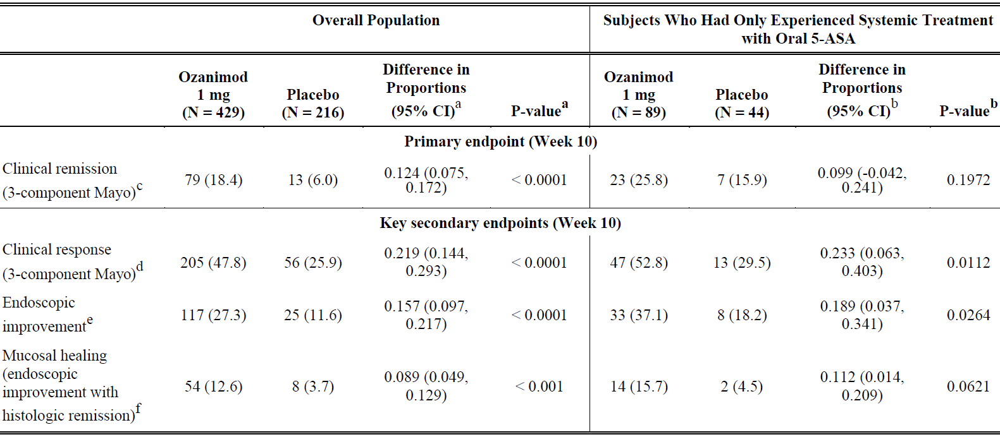 Overall Population
Subjects Who Had Only Experienced Systemic Treatment
with Oral 5-ASA
Ozanimod
1 mg
(N = 429)
Placebo
(N = 216)
Difference in
Proportions
(95% CI)a
P-valuea
Ozanimod
1 mg
(N = 89)
Placebo
(N = 44)
Difference in
Proportions
(95% CI)b
P-valueb
Primary endpoint (Week 10)
Clinical remission
(3-component Mayo)c
79 (18.4)
13 (6.0)
0.124 (0.075,
0.172)
< 0.0001
23 (25.8)
7 (15.9)
0.099 (-0.042,
0.241)
0.1972
Key secondary endpoints (Week 10)
Clinical response
(3-component Mayo)d
205 (47.8)
56 (25.9)
0.219 (0.144,
0.293)
< 0.0001
47 (52.8)
13 (29.5)
0.233 (0.063,
0.403)
0.0112
Endoscopic
improvemente
117 (27.3)
25 (11.6)
0.157 (0.097,
0.217)
< 0.0001
33 (37.1)
8 (18.2)
0.189 (0.037,
0.341)
0.0264
Mucosal healing
(endoscopic
improvement with
histologic remission)f
54 (12.6)
8 (3.7)
0.089 (0.049,
0.129)
< 0.001
14 (15.7)
2 (4.5)
0.112 (0.014,
0.209)
0.0621